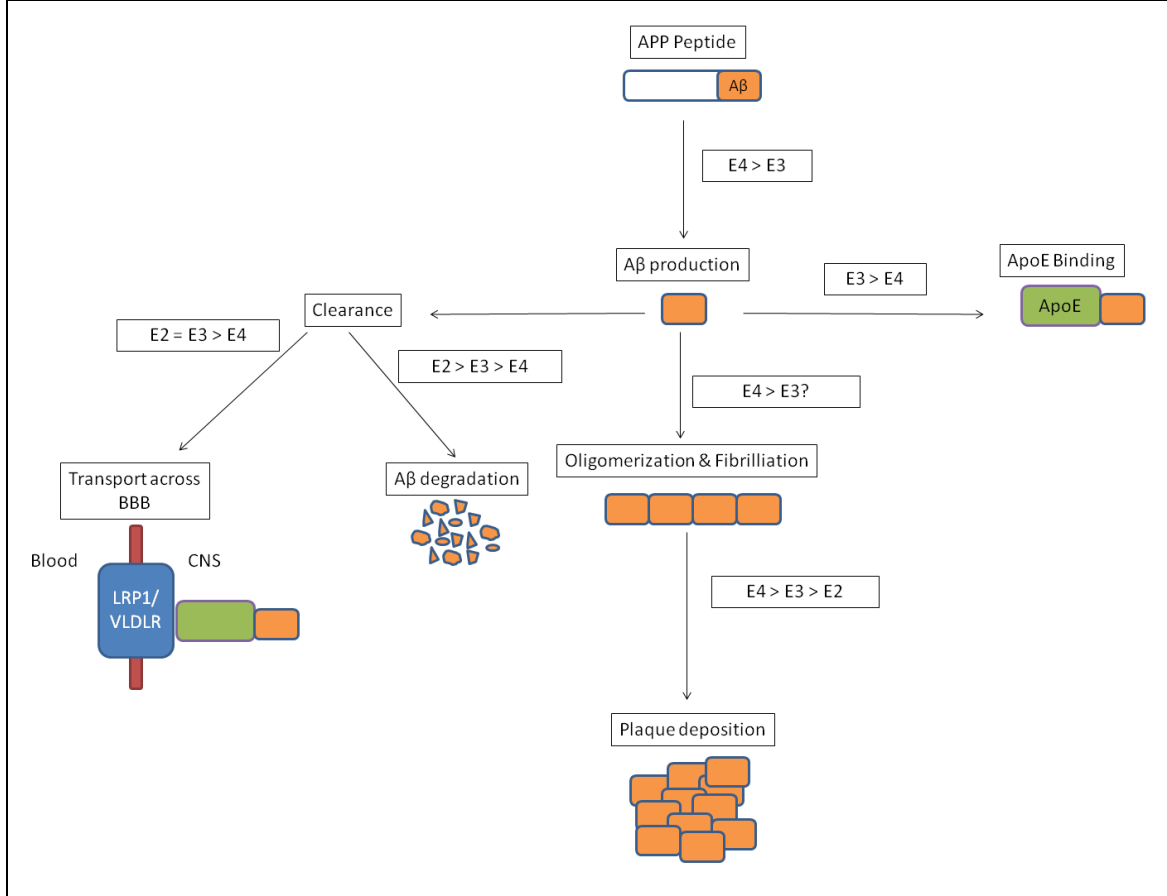 APP Peptide
Aβ
E4 > E3
Aβ production
E3 > E4
ApoE Binding
ApoE
Clearance
E2 = E3 > E4
E2 > E3 > E4
E4 > E3?
Transport across
BBB
Aβ degradation
Oligomerization & Fibrilliation
Blood
CNS
LRP1/
VLDLR
E4 > E3 > E2
Plaque deposition